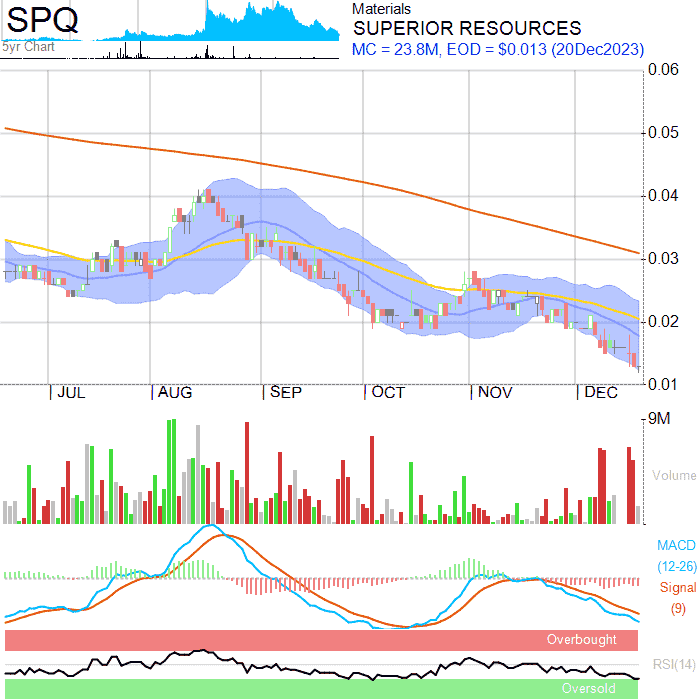 SPQ
5yr Chart
Materials
SUPERIOR RESOURCES
MC = 23.8M, EOD = $0.013 (20Dec2023)
0.06
0.05
0.04
0.03
0.02
0.01
JUL AUG SEP OCT NOV DEC
9M
Volume
MACD
(12-26)
Signal
(9)
Overbought
RSI(14)
Oversold